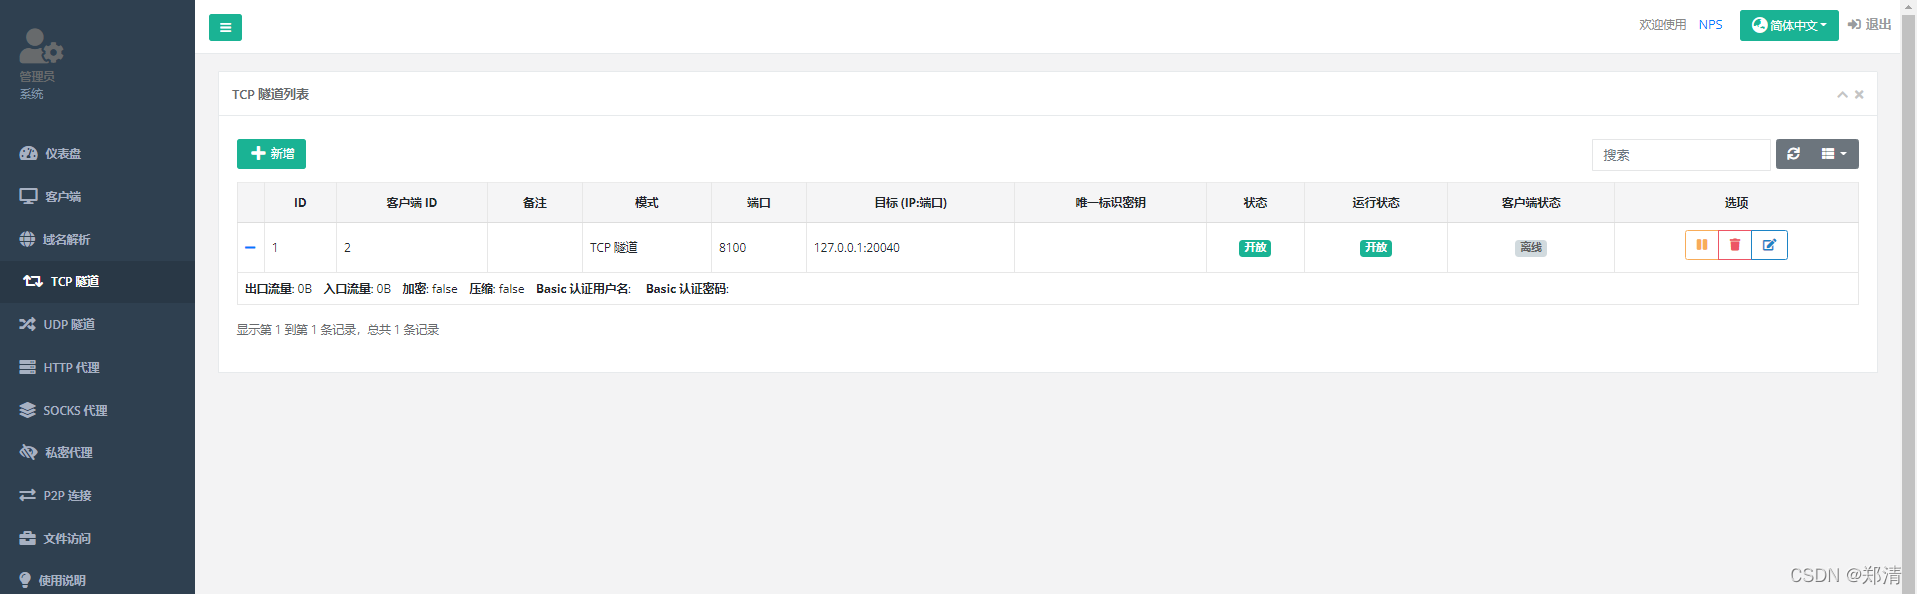 管理员
系统
仪表盘
客户端
域名解析
TCP 隧道
UDP 隧道
HTTP 代理
SOCKS 代理
私密代理
P2P 连接
文件访问
使用说明
欢迎使用 NPS 简体中文 退出
TCP 隧道列表
新增 搜索
ID 客户端 ID 备注 模式 端口 目标 (IP:端口) 唯一标识密钥 状态 运行状态 客户端状态 选项
1 2 TCP 隧道 8100 127.0.0.1:20040 开放 开放 离线
出口流量: 0B 入口流量: 0B 加密: false 压缩: false Basic 认证用户名: Basic 认证密码:
显示第 1 到第 1 条记录，总共 1 条记录
CSDN @郑清